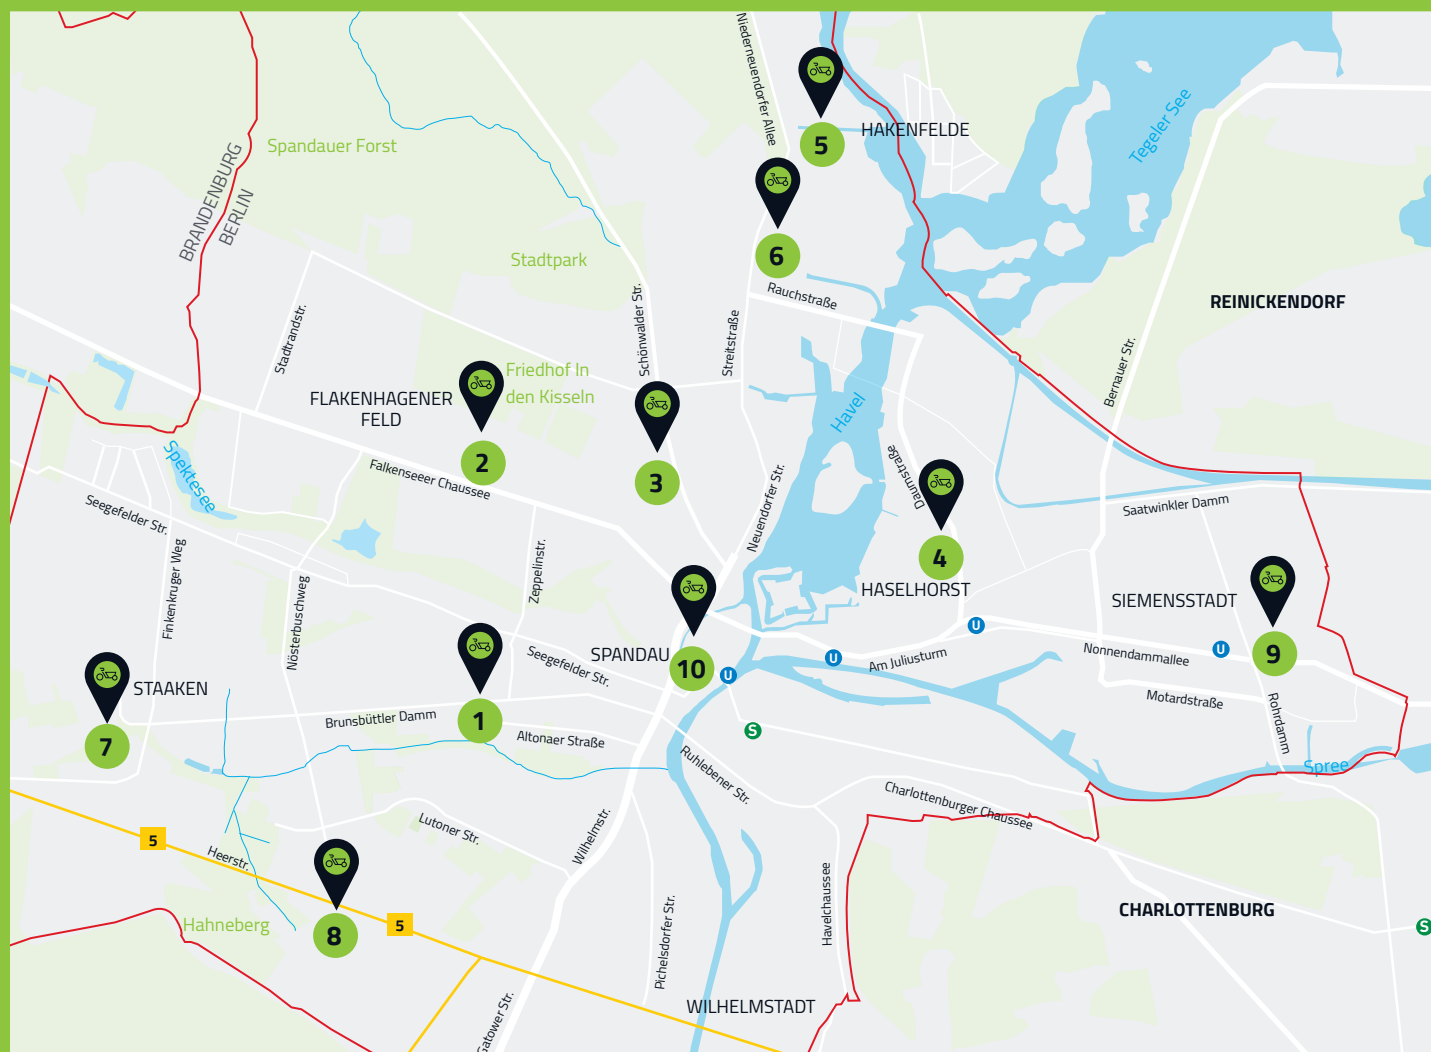 Niederneuendorfer Allee
5
HAKENFELDE
Tegeler See
Spandauer Forst
BRANDENBURG
BERLIN
6
Stadtpark
Rauchstraße
REINICKENDORF
Stadtrandstr.
Schönwalder Str.
Streitstraße
Bernauer Str.
Friedhof In
den Kisseln
FLAKENHAGENER
FELD
Havel
2
3
Falkenseeer Chaussee
Spektesee
Seegefelder Str.
Neuendorfer Str.
Daumstraße
Saatwinkler Damm
4
HASELHORST
SIEMENSSTADT
Finkenkruger Weg
Nösterbuschweg
Zeppelinstr.
U
U
U
U
9
SPANDAU
10
Seegefelder Str.
Am Juliusturm
Nonnendammallee
Motardstraße
Rohrdamm
STAAKEN
7
1
Brunsbüttler Damm
Altonaer Straße
S
Ruhlebener Str.
Spree
Charlottenburger Chaussee
5
Heerstr.
Lutoner Str.
Wilhelmstr.
Havelchaussee
Pichelsdorfer Str.
CHARLOTTENBURG
S
Hahneberg
8
5
WILHELMSTADT
Gatower Str.